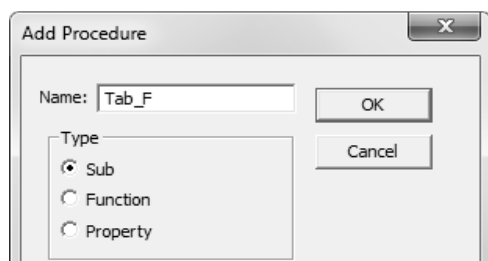 Add Procedure
Name: Tab_F
OK
Type
Cancel
Sub
Function
Property